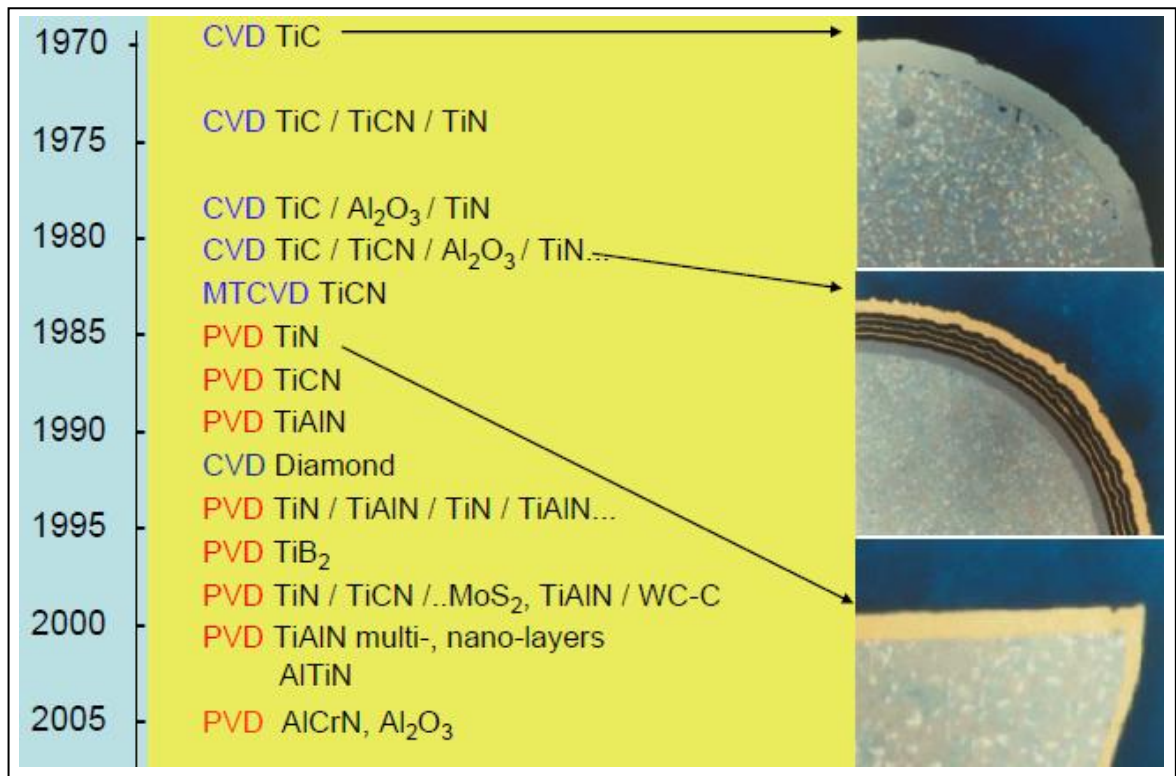 1970
CVD TiC
CVD TiC / TiCN / TiN
1975
CVD TiC / Al₂O₃ / TiN
1980
CVD TiC / TiCN / Al₂O₃ / TiN...
MTCVD TiCN
1985
PVD TiN
PVD TiCN
PVD TiAlN
1990
CVD Diamond
PVD TiN / TiAlN / TiN / TiAlN...
1995
PVD TiB₂
PVD TiN / TiCN /..MoS₂, TiAlN / WC-C
2000
PVD TiAlN multi-, nano-layers
AlTiN
2005
PVD AlCrN, Al₂O₃